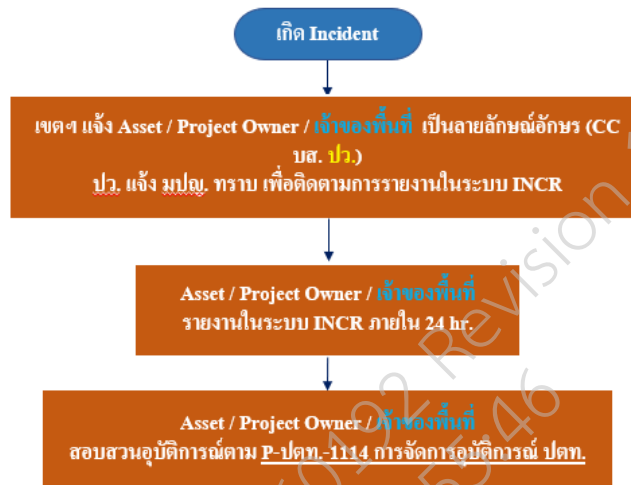 เกิด Incident
เขตฯ แจ้ง Asset / Project Owner / เจ้าของพื้นที่ เป็นลายลักษณ์อักษร (CC
บส. ปว.)
ปว. แจ้ง มปญ. ทราบ เพื่อติดตามการรายงานในระบบ INCR
Asset / Project Owner / เจ้าของพื้นที่
รายงานในระบบ INCR ภายใน 24 hr.
Asset / Project Owner / เจ้าของพื้นที่
สอบสวนอุบัติการณ์ตาม P-ปตท.-1114 การจัดการอุบัติการณ์ ปตท.
Revision